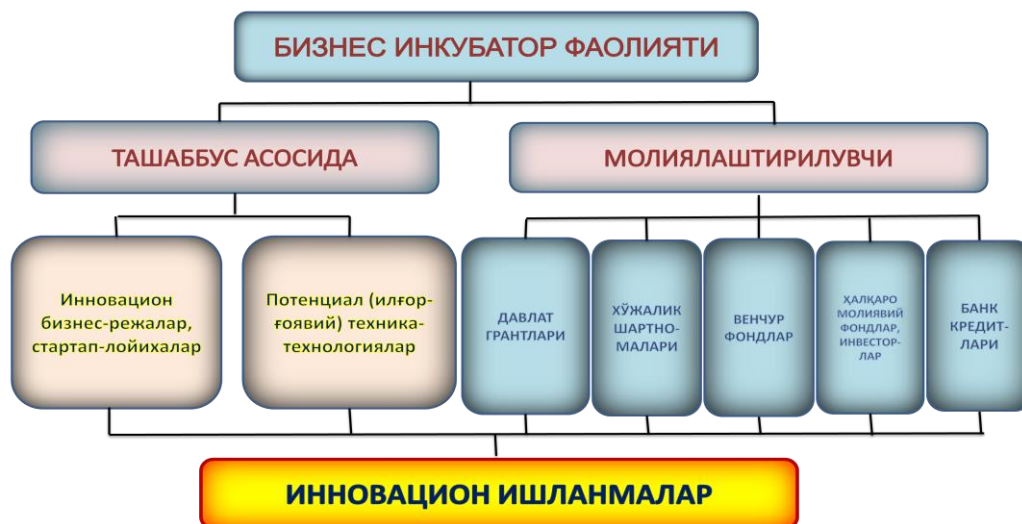 БИЗНЕС ИНКУБАТОР ФАОЛИЯТИ
ТАШАББУС АСОСИДА
МОЛИЯЛАШТИРИЛУВЧИ
Инновацион
бизнес-режалар,
стартап-лойихалар
Потенциал (илғор-
ғоявий) техника-
технологиялар
ДАВЛАТ
ГРАНТЛАРИ
ХЎЖАЛИК
ШАРТНО-
МАЛАРИ
ВЕНЧУР
ФОНДЛАР
ҲАЛҚАРО
МОЛИЯВИЙ
ФОНДЛАР,
ИНВЕСТОР-
ЛАР
БАНК
КРЕДИТ-
ЛАРИ
ИННОВАЦИОН ИШЛАНМАЛАР